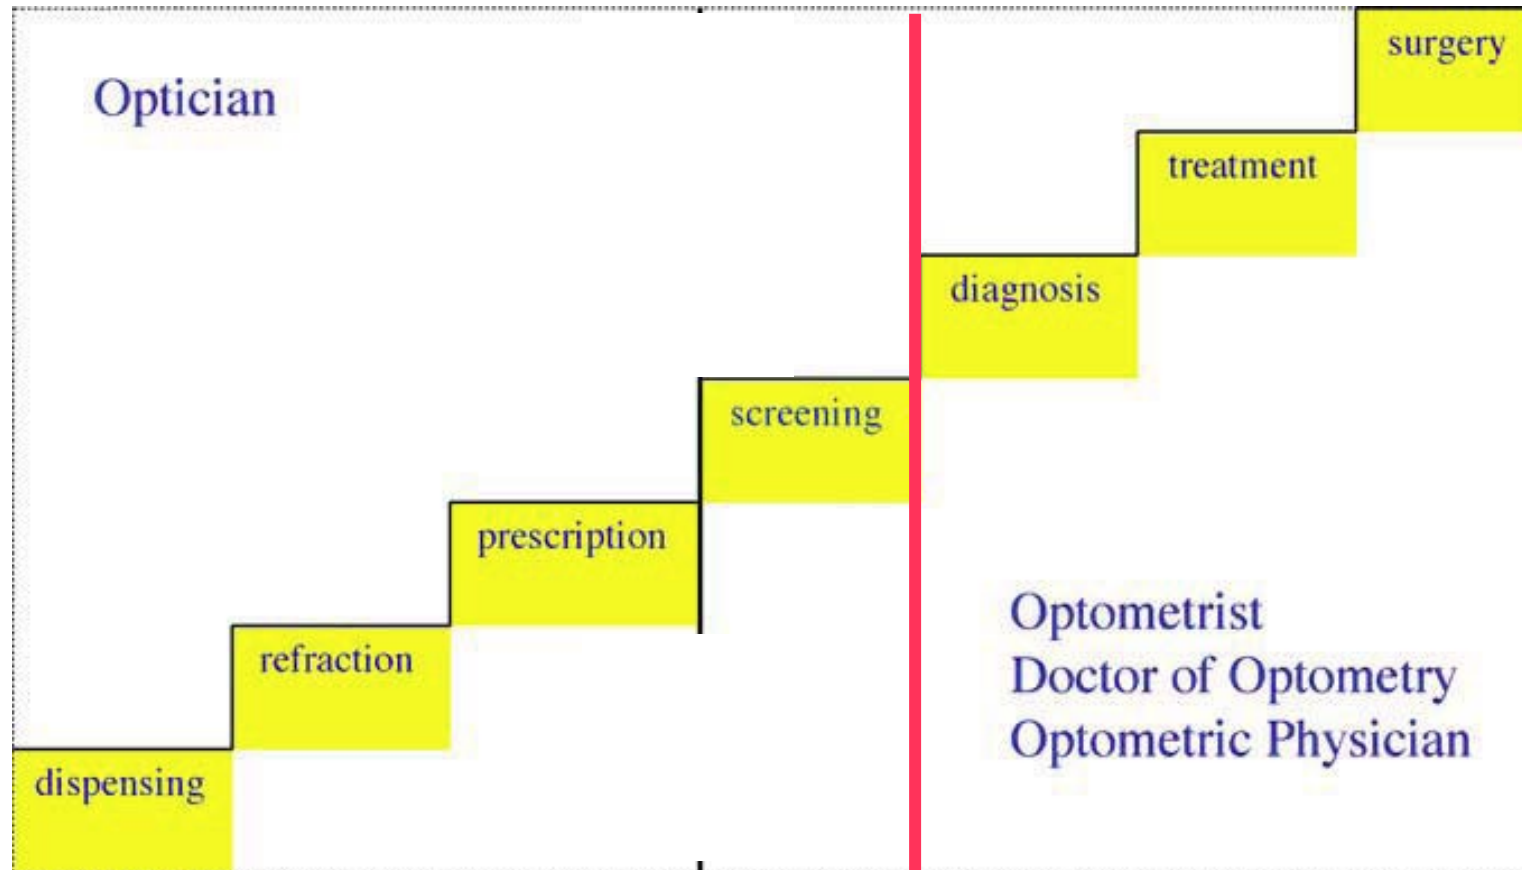 surgery
Optician
treatment
diagnosis
screening
prescription
Optometrist
refraction
Doctor of Optometry
Optometric Physician
dispensing